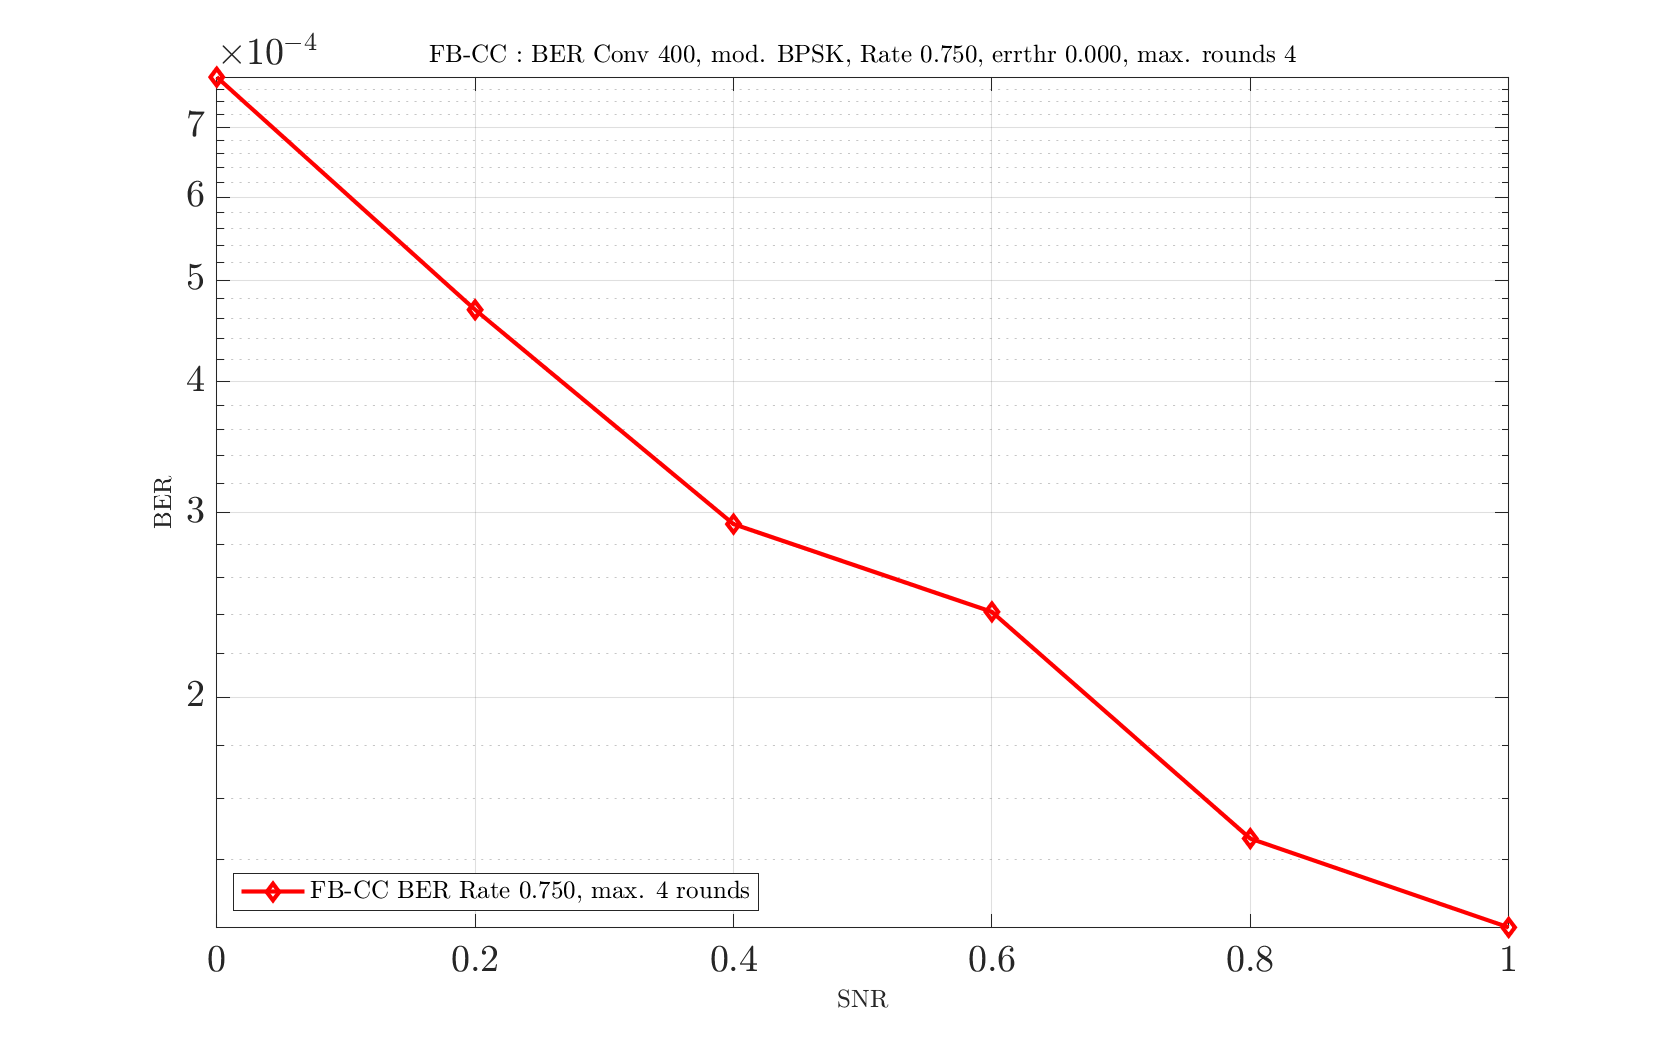 ×10⁻⁴
FB-CC : BER Conv 400, mod. BPSK, Rate 0.750, errthr 0.000, max. rounds 4
7
6
5
4
3
2
BER
FB-CC BER Rate 0.750, max. 4 rounds
0 0.2 0.4 0.6 0.8 1
SNR